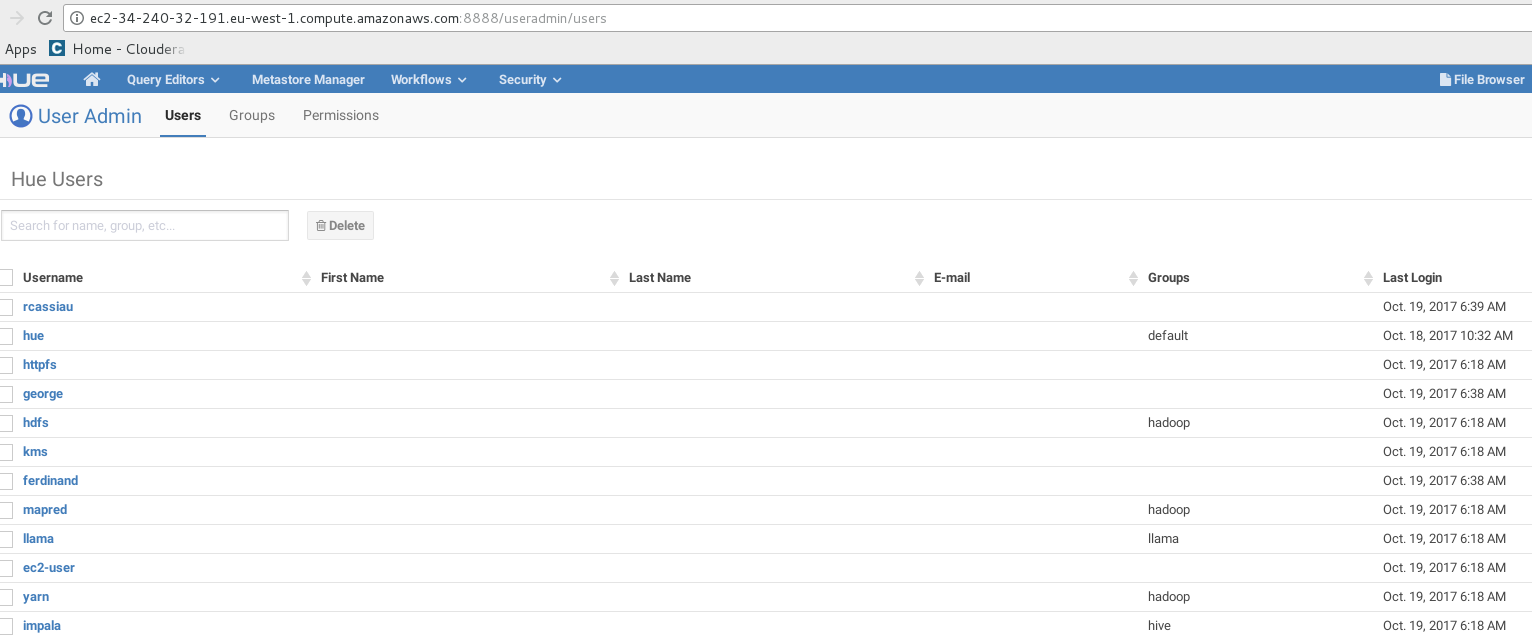 ec2-34-240-32-191.eu-west-1.compute.amazonaws.com:8888/useradmin/users
Apps C Home - Cloudera
HUE Query Editors Metastore Manager Workflows Security File Browser
User Admin Users Groups Permissions
Hue Users
Search for name, group, etc... Delete
Username First Name Last Name E-mail Groups Last Login
rcassiau Oct. 19, 2017 6:39 AM
hue default Oct. 18, 2017 10:32 AM
httpfs Oct. 19, 2017 6:18 AM
george Oct. 19, 2017 6:38 AM
hdfs hadoop Oct. 19, 2017 6:18 AM
kms Oct. 19, 2017 6:18 AM
ferdinand Oct. 19, 2017 6:38 AM
mapred hadoop Oct. 19, 2017 6:18 AM
llama llama Oct. 19, 2017 6:18 AM
ec2-user Oct. 19, 2017 6:18 AM
yarn hadoop Oct. 19, 2017 6:18 AM
impala hive Oct. 19, 2017 6:18 AM